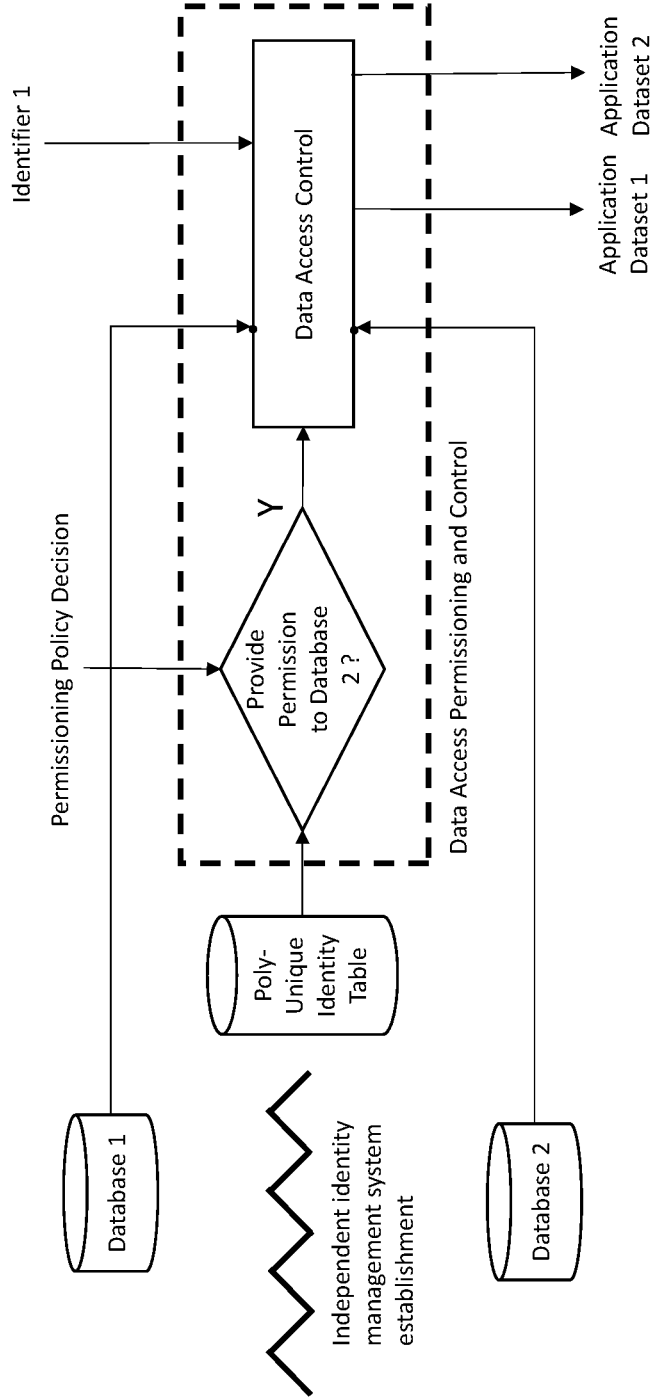 Database 1
Permissioning Policy Decision
Identifier 1
Independent identity
management system
establishment
Poly-
Unique
Identity
Table
Provide
Permission
to Database
2 ?
Y
Data Access Control
Data Access Permissioning and Control
Database 2
Application
Dataset 1
Application
Dataset 2